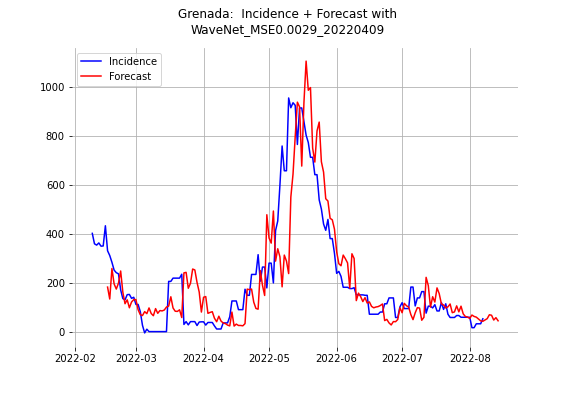 Grenada:  Incidence + Forecast with
WaveNet_MSE0.0029_20220409
Incidence
Forecast
1000
800
600
400
200
0
2022-02 2022-03 2022-04 2022-05 2022-06 2022-07 2022-08